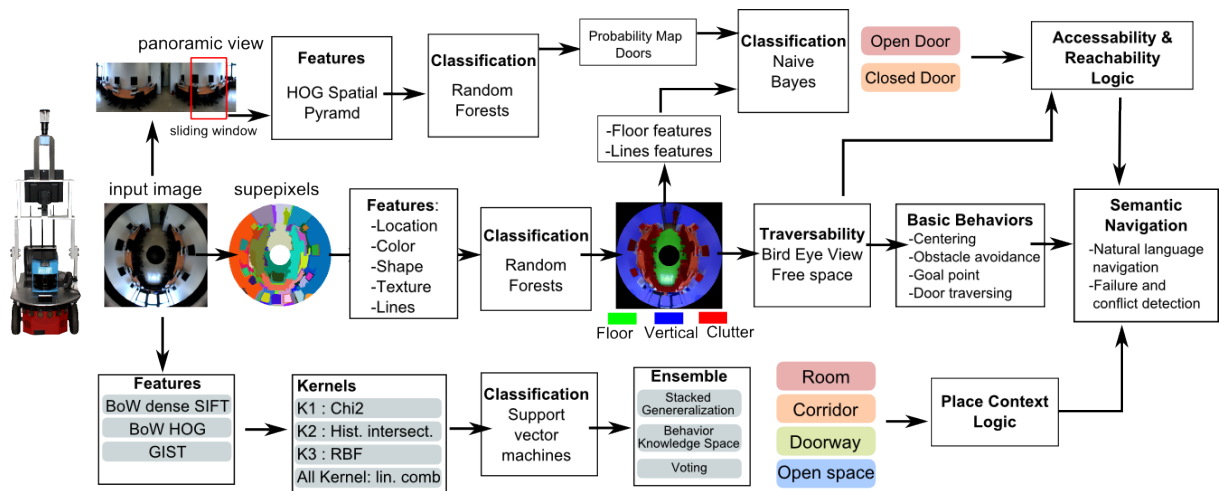 panoramic view
sliding window
Features
HOG Spatial
Pyramd
Classification
Random
Forests
Probability Map
Doors
Classification
Naive
Bayes
Open Door
Closed Door
Accessability &
Reachability
Logic
-Floor features
-Lines features
input image
supepixels
Features:
-Location
-Color
-Shape
-Texture
-Lines
Classification
Random
Forests
Floor
Vertical
Clutter
Traversability
Bird Eye View
Free space
Basic Behaviors
-Centering
-Obstacle avoidance
-Goal point
-Door traversing
Semantic
Navigation
-Natural language
navigation
-Failure and
conflict detection
Features
BoW dense SIFT
BoW HOG
GIST
Kernels
K1 : Chi2
K2 : Hist. intersect.
K3 : RBF
All Kernel: lin. comb
Classification
Support
vector
machines
Ensemble
Stacked
Genereralization
Behavior
Knowledge Space
Voting
Room
Corridor
Doorway
Open space
Place Context
Logic